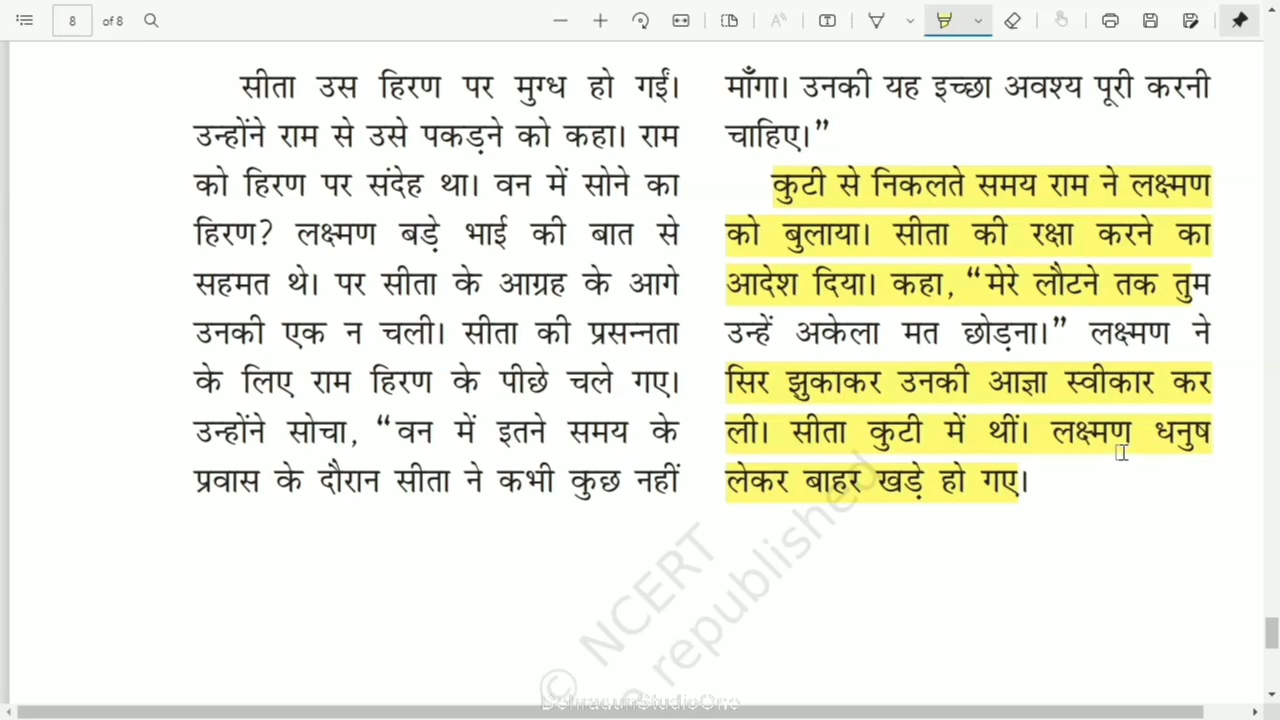 8 of 8
सीता उस हिरण पर मुग्ध हो गईं।
उन्होंने राम से उसे पकड़ने को कहा। राम
को हिरण पर संदेह था। वन में सोने का
हिरण? लक्ष्मण बड़े भाई की बात से
सहमत थे। पर सीता के आग्रह के आगे
उनकी एक न चली। सीता की प्रसन्नता
के लिए राम हिरण के पीछे चले गए।
उन्होंने सोचा, “वन में इतने समय के
प्रवास के दौरान सीता ने कभी कुछ नहीं
माँगा। उनकी यह इच्छा अवश्य पूरी करनी
चाहिए।”
कुटी से निकलते समय राम ने लक्ष्मण
को बुलाया। सीता की रक्षा करने का
आदेश दिया। कहा, “मेरे लौटने तक तुम
उन्हें अकेला मत छोड़ना।” लक्ष्मण ने
सिर झुकाकर उनकी आज्ञा स्वीकार कर
ली। सीता कुटी में थीं। लक्ष्मण धनुष
लेकर बाहर खड़े हो गए।
© NCERT
republished